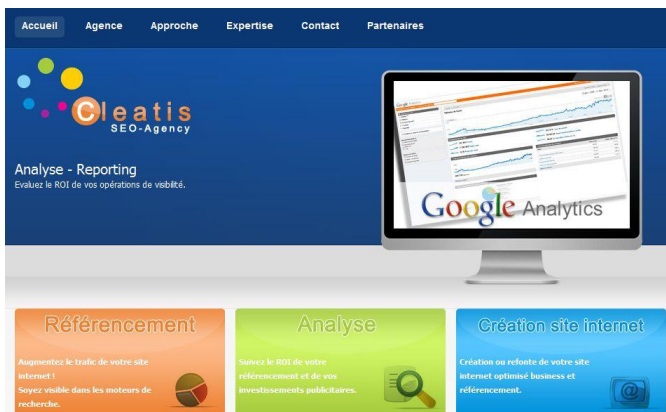 Accueil Agence Approche Expertise Contact Partenaires
Cleatis
SEO-Agency
Analyse - Reporting
Evaluez le ROI de vos opérations de visibilité.
Google Analytics
Référencement
Augmentez le trafic de votre site
internet !
Soyez visible dans les moteurs de
recherche.
Analyse
Suivez le ROI de votre
référencement et de vos
investissements publicitaires.
Création site internet
Création ou refonte de votre site
internet optimisé business et
référencement.